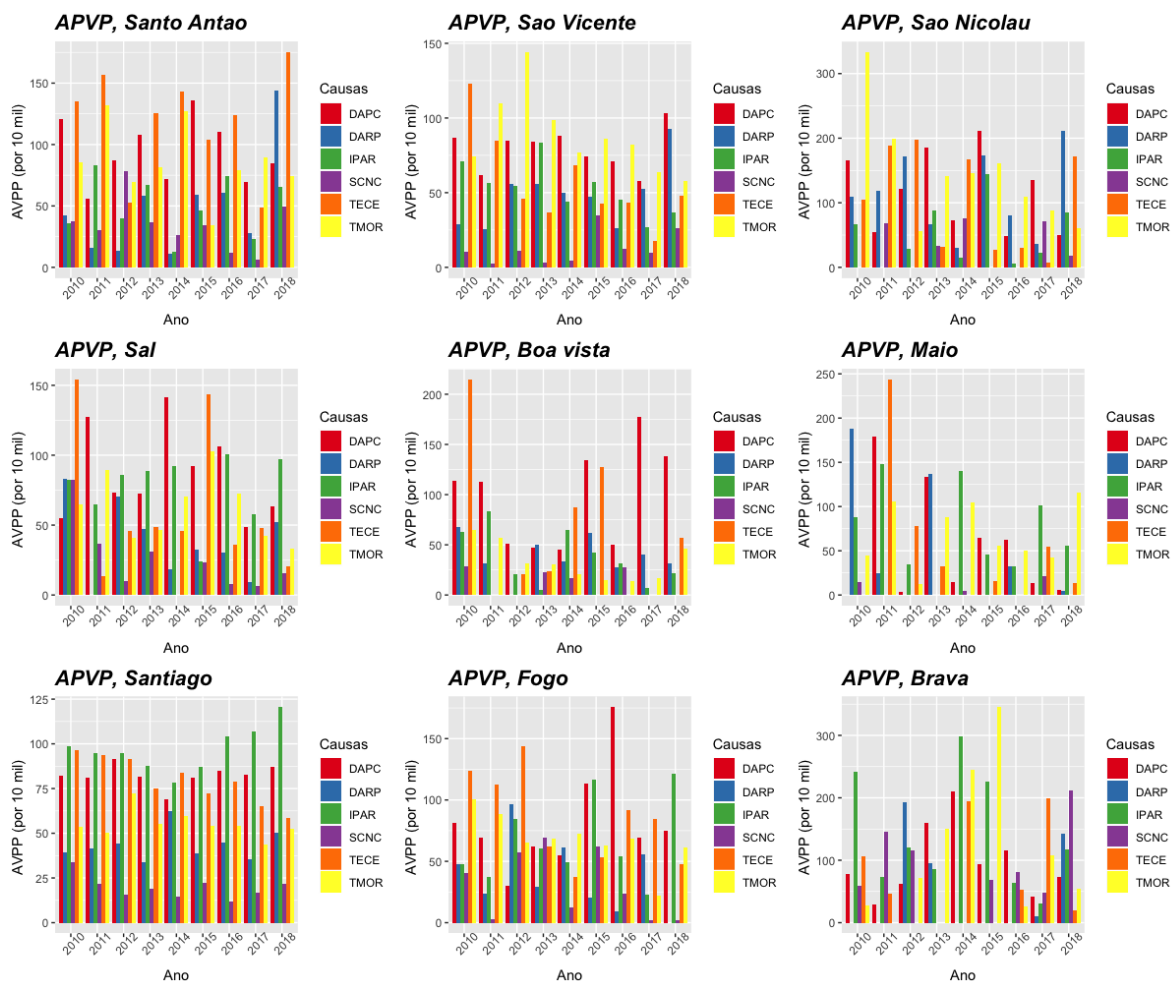 APVP, Santo Antao
AVPP (por 10 mil)
150
100
50
0
2010 2011 2012 2013 2014 2015 2016 2017 2018
Ano
Causas
DAPC
DARP
IPAR
SCNC
TECE
TMOR
APVP, Sao Vicente
AVPP (por 10 mil)
150
100
50
0
2010 2011 2012 2013 2014 2015 2016 2017 2018
Ano
Causas
DAPC
DARP
IPAR
SCNC
TECE
TMOR
APVP, Sao Nicolau
AVPP (por 10 mil)
300
200
100
0
2010 2011 2012 2013 2014 2015 2016 2017 2018
Ano
Causas
DAPC
DARP
IPAR
SCNC
TECE
TMOR
APVP, Sal
AVPP (por 10 mil)
150
100
50
0
2010 2011 2012 2013 2014 2015 2016 2017 2018
Ano
Causas
DAPC
DARP
IPAR
SCNC
TECE
TMOR
APVP, Boa vista
AVPP (por 10 mil)
200
150
100
50
0
2010 2011 2012 2013 2014 2015 2016 2017 2018
Ano
Causas
DAPC
DARP
IPAR
SCNC
TECE
TMOR
APVP, Maio
AVPP (por 10 mil)
250
200
150
100
50
0
2010 2011 2012 2013 2014 2015 2016 2017 2018
Ano
Causas
DAPC
DARP
IPAR
SCNC
TECE
TMOR
APVP, Santiago
AVPP (por 10 mil)
125
100
75
50
25
0
2010 2011 2012 2013 2014 2015 2016 2017 2018
Ano
Causas
DAPC
DARP
IPAR
SCNC
TECE
TMOR
APVP, Fogo
AVPP (por 10 mil)
150
100
50
0
2010 2011 2012 2013 2014 2015 2016 2017 2018
Ano
Causas
DAPC
DARP
IPAR
SCNC
TECE
TMOR
APVP, Brava
AVPP (por 10 mil)
300
200
100
0
2010 2011 2012 2013 2014 2015 2016 2017 2018
Ano
Causas
DAPC
DARP
IPAR
SCNC
TECE
TMOR